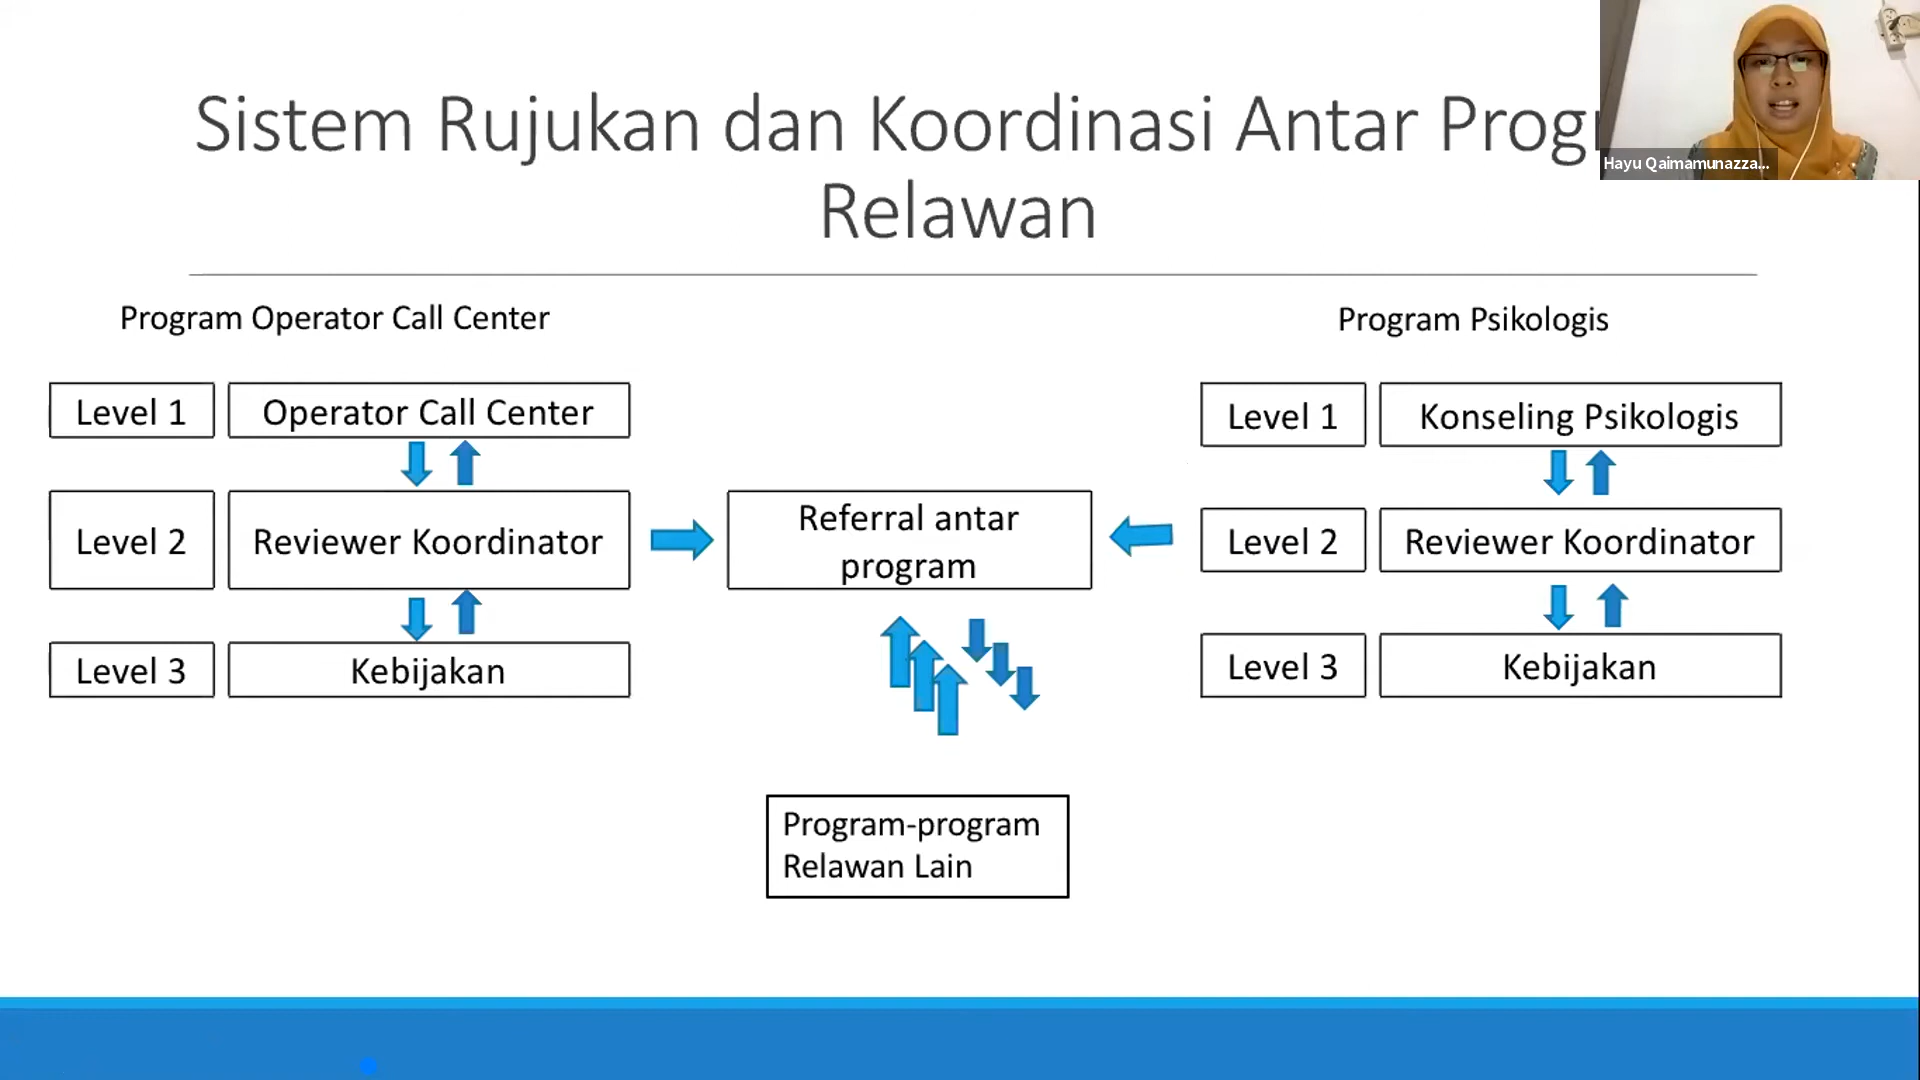 Sistem Rujukan dan Koordinasi Antar
Relawan
Hayu Qaimamunazza...
Program Operator Call Center
Level 1
Operator Call Center
Level 2
Reviewer Koordinator
Level 3
Kebijakan
Referral antar
program
Program-program
Relawan Lain
Program Psikologis
Level 1
Konseling Psikologis
Level 2
Reviewer Koordinator
Level 3
Kebijakan